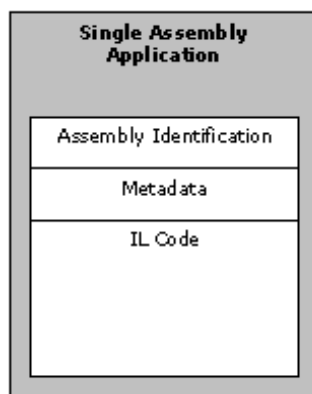 Single Assembly
Application
Assembly Identification
Metadata
IL Code